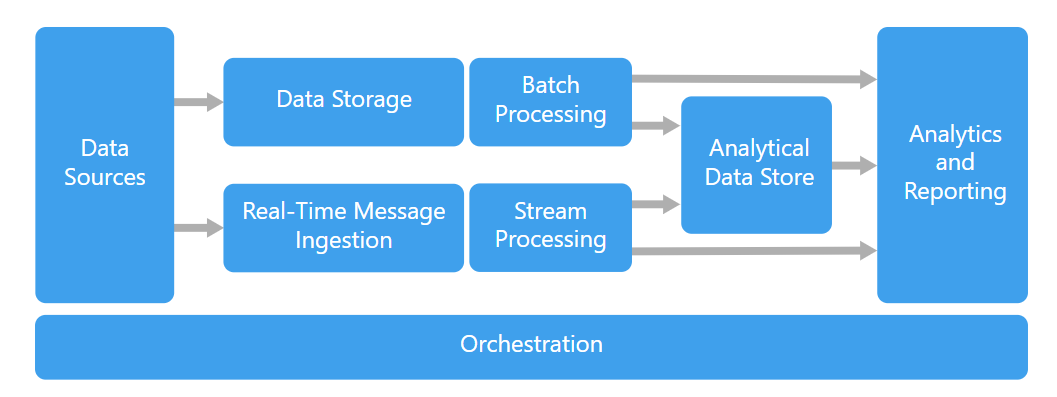 Data
Sources
Data Storage
Batch
Processing
Real-Time Message
Ingestion
Stream
Processing
Analytical
Data Store
Analytics
and
Reporting
Orchestration